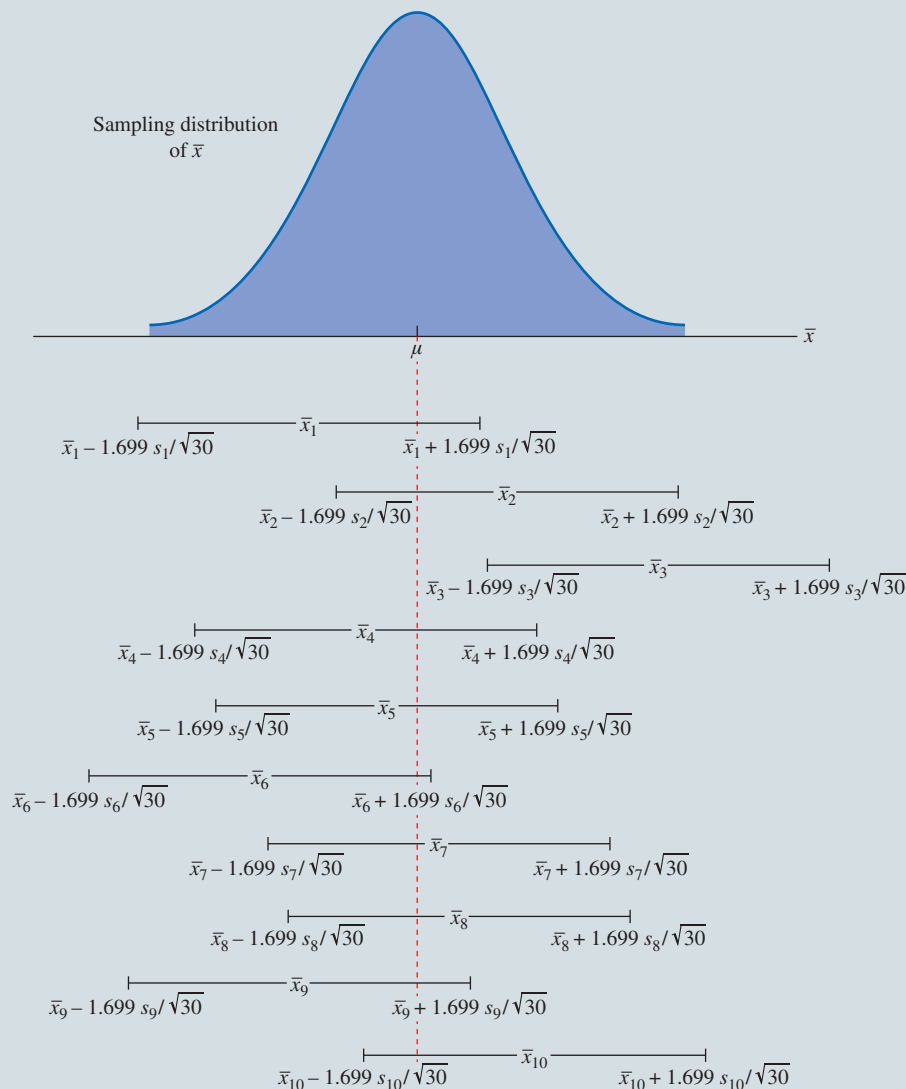 Sampling distribution
of x̄
x̄
μ
x̄₁
x̄₁ – 1.699 s₁/√30
x̄₁ + 1.699 s₁/√30
x̄₂
x̄₂ – 1.699 s₂/√30
x̄₂ + 1.699 s₂/√30
x̄₃
x̄₃ – 1.699 s₃/√30
x̄₃ + 1.699 s₃/√30
x̄₄
x̄₄ – 1.699 s₄/√30
x̄₄ + 1.699 s₄/√30
x̄₅
x̄₅ – 1.699 s₅/√30
x̄₅ + 1.699 s₅/√30
x̄₆
x̄₆ – 1.699 s₆/√30
x̄₆ + 1.699 s₆/√30
x̄₇
x̄₇ – 1.699 s₇/√30
x̄₇ + 1.699 s₇/√30
x̄₈
x̄₈ – 1.699 s₈/√30
x̄₈ + 1.699 s₈/√30
x̄₉
x̄₉ – 1.699 s₉/√30
x̄₉ + 1.699 s₉/√30
x̄₁₀
x̄₁₀ – 1.699 s₁₀/√30
x̄₁₀ + 1.699 s₁₀/√30